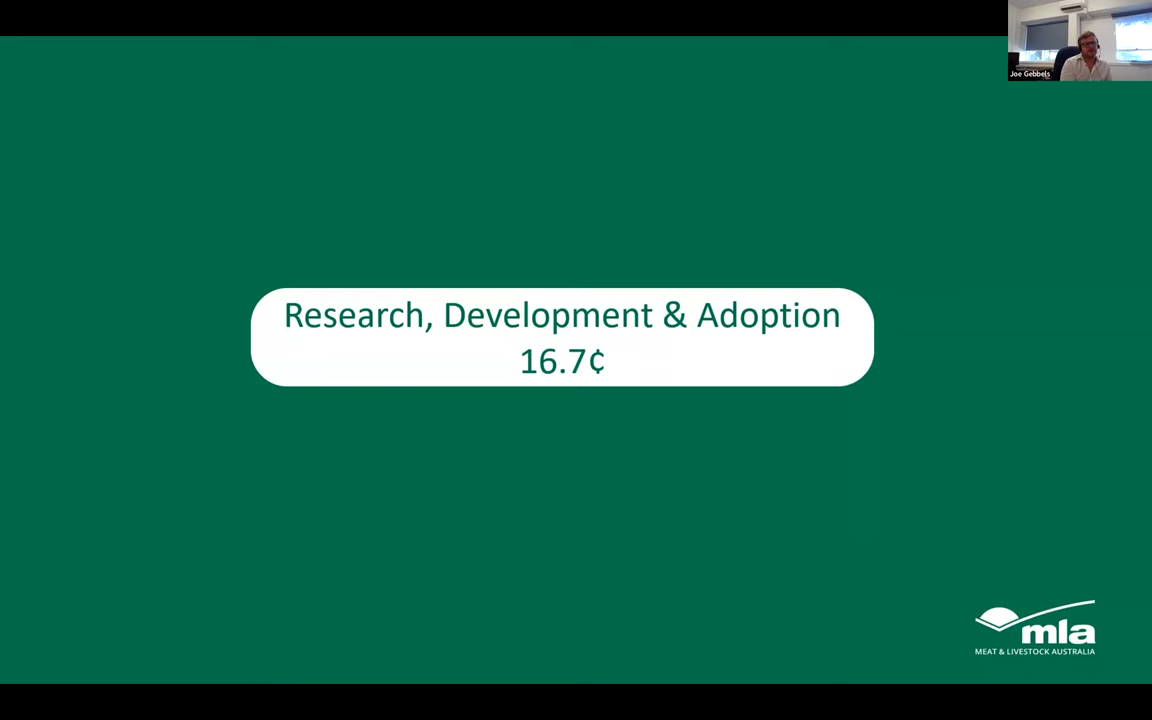 Joe Gebbels
Research, Development & Adoption
16.7¢
mla
MEAT & LIVESTOCK AUSTRALIA